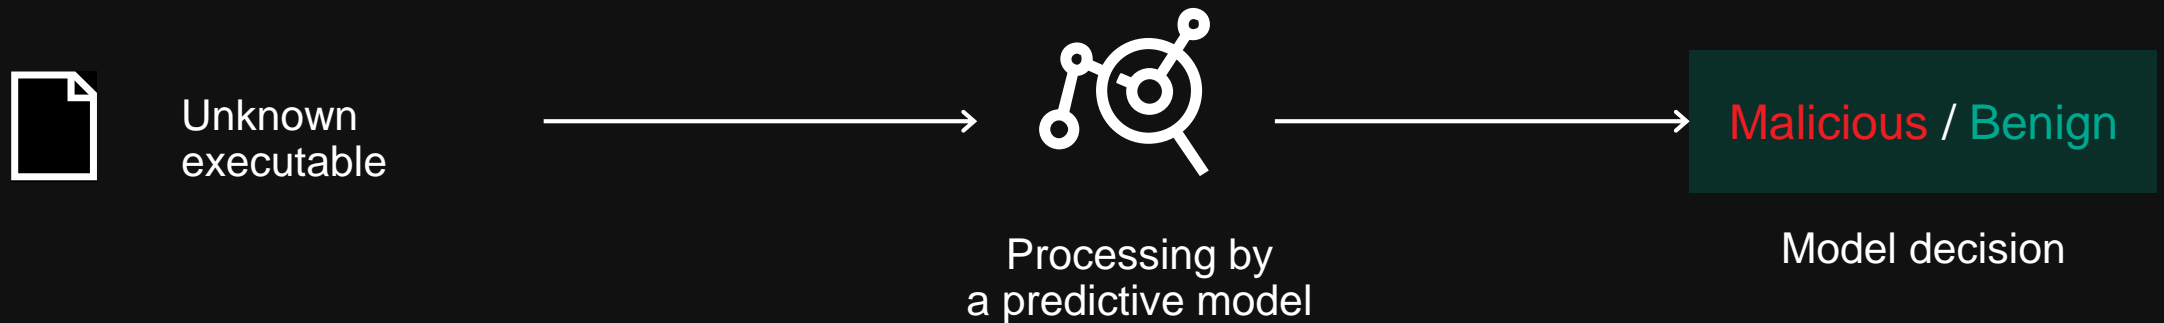 Unknown
executable
Processing by
a predictive model
Malicious / Benign
Model decision